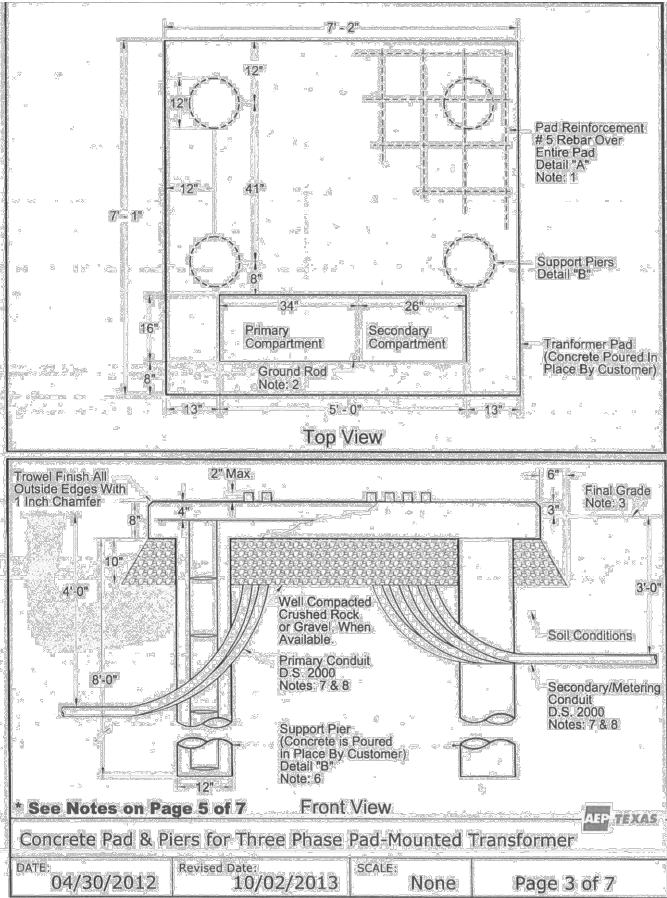 7' - 2"
12"
12"
Pad Reinforcement
# 5 Rebar Over
Entire Pad
Detail "A"
Note: 1
12"
41"
7' - 1"
Support Piers
Detail "B"
8"
34"
26"
16"
Primary
Compartment
Secondary
Compartment
Tranformer Pad
(Concrete Poured In
Place By Customer)
Ground Rod
Note: 2
8"
13"
5' - 0"
13"
Top View
Trowel Finish All
Outside Edges With
1 Inch Chamfer
2" Max.
6"
Final Grade
Note: 3
4"
3"
8"
10"
4'-0"
3'-0"
Well Compacted
Crushed Rock
or Gravel, When
Available.
Soil Conditions
Primary Conduit
D.S. 2000
Notes: 7 & 8
8'-0"
Secondary/Metering
Conduit
D.S. 2000
Notes: 7 & 8
Support Pier
(Concrete is Poured
in Place By Customer)
Detail "B"
Note: 6
12"
* See Notes on Page 5 of 7
Front View
AEP TEXAS
Concrete Pad & Piers for Three Phase Pad-Mounted Transformer
DATE:
04/30/2012
Revised Date:
10/02/2013
SCALE:
None
Page 3 of 7